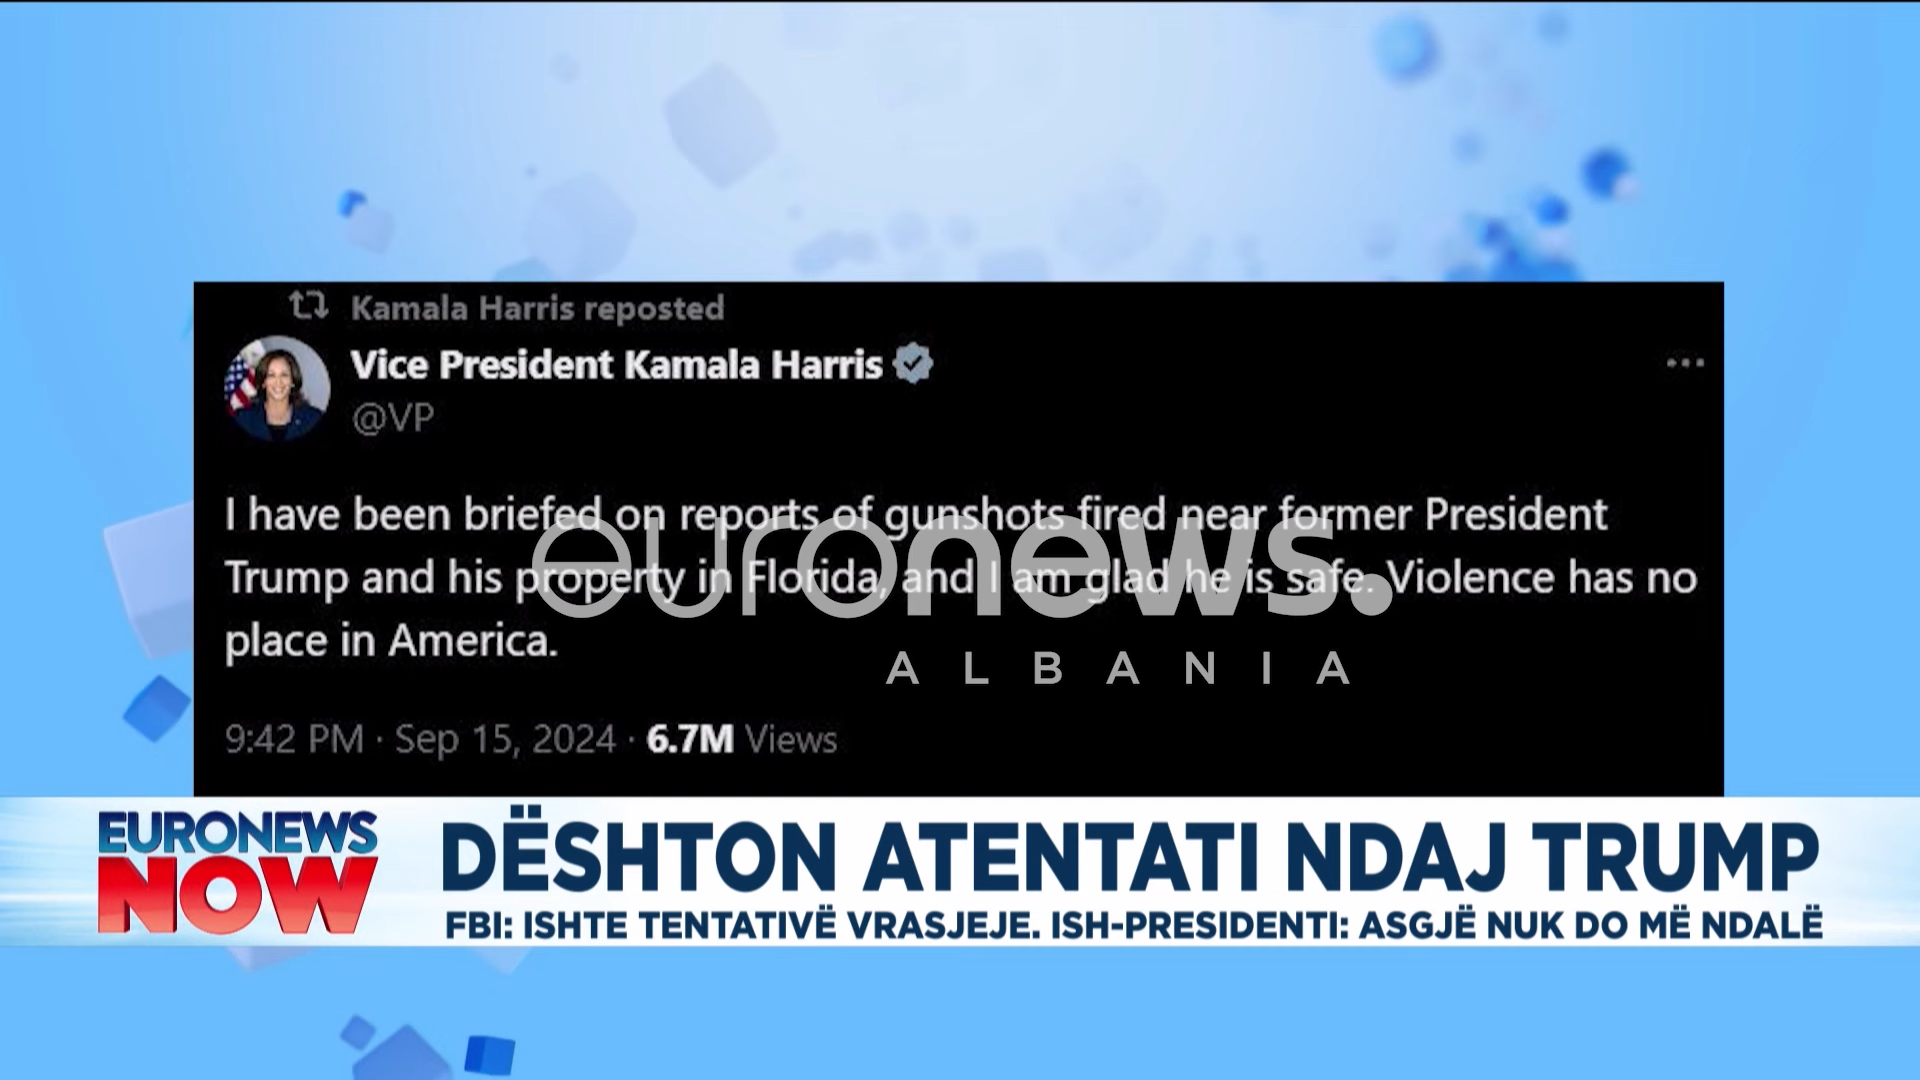 Kamala Harris reposted
Vice President Kamala Harris
@VP
I have been briefed on reports of gunshots fired near former President
Trump and his property in Florida, and I am glad he is safe. Violence has no
place in America.
euronews.
ALBANIA
9:42 PM · Sep 15, 2024 · 6.7M Views
EURONEWS
NOW
DËSHTON ATENTATI NDAJ TRUMP
FBI: ISHTE TENTATIVË VRASJEJE. ISH-PRESIDENTI: ASGJË NUK DO MË NDALË